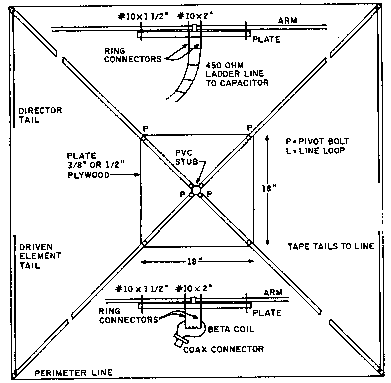 #10 x 1 1/2" #10 x 2"
ARM
PLATE
RING
CONNECTORS
450 OHM
LADDER LINE
TO CAPACITOR
DIRECTOR
TAIL
P
P
PLATE
3/8" OR 1/2"
PLYWOOD
PVC
STUB
P = PIVOT BOLT
L = LINE LOOP
P
P
18"
DRIVEN
ELEMENT
TAIL
TAPE TAILS TO LINE
18"
#10 x 1 1/2" #10 x 2"
ARM
PLATE
RING
CONNECTORS
BETA COIL
COAX CONNECTOR
PERIMETER LINE